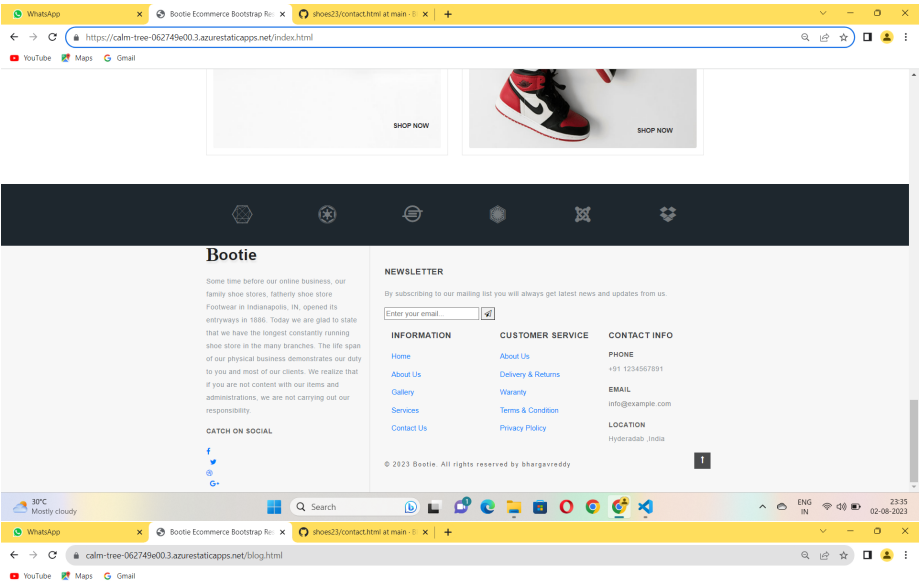 WhatsApp
Bootie Ecommerce Bootstrap Res
shoes23/contact.html at main · B
https://calm-tree-062749e00.3.azurestaticapps.net/index.html
YouTube Maps Gmail
SHOP NOW
SHOP NOW
Bootie
Some time before our online business, our
family shoe stores, fatherly shoe store
Footwear in Indianapolis, IN, opened its
entryways in 1866. Today we are glad to state
that we have the longest constantly running
shoe store in the many branches. The life span
of our physical business demonstrates our duty
to you and most of our clients. We realize that
if you are not content with our items and
administrations, we are not carrying out our
responsibility.
CATCH ON SOCIAL
NEWSLETTER
By subscribing to our mailing list you will always get latest news and updates from us.
Enter your email...
INFORMATION
Home
About Us
Gallery
Services
Contact Us
CUSTOMER SERVICE
About Us
Delivery & Returns
Waranty
Terms & Condition
Privacy Plolicy
CONTACT INFO
PHONE
+91 1234567891
EMAIL
info@example.com
LOCATION
Hyderadab ,India
© 2023 Bootie. All rights reserved by bhargavreddy
30°C
Mostly cloudy
Search
ENG
IN
23:35
02-08-2023
WhatsApp
Bootie Ecommerce Bootstrap Res
shoes23/contact.html at main · B
calm-tree-062749e00.3.azurestaticapps.net/blog.html
YouTube Maps Gmail